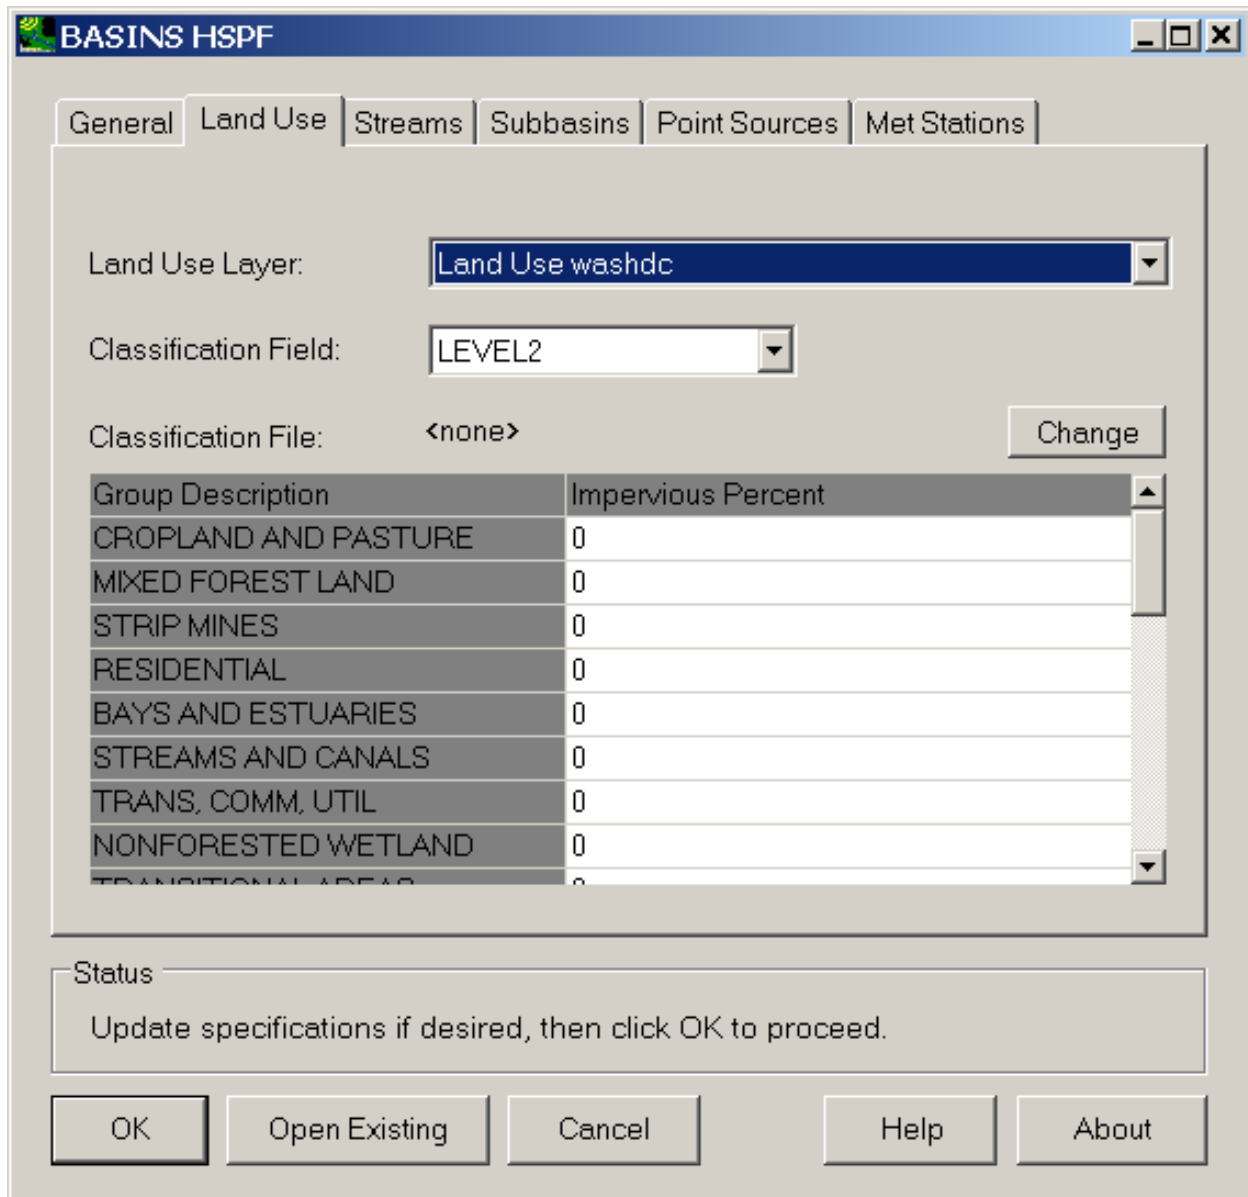 BASINS HSPF
General Land Use Streams Subbasins Point Sources Met Stations
Land Use Layer: Land Use washdc
Classification Field: LEVEL2
Classification File: <none> Change
Group Description Impervious Percent
CROPLAND AND PASTURE 0
MIXED FOREST LAND 0
STRIP MINES 0
RESIDENTIAL 0
BAYS AND ESTUARIES 0
STREAMS AND CANALS 0
TRANS, COMM, UTIL 0
NONFORESTED WETLAND 0
TRANSITIONAL AREAS 0
Status
Update specifications if desired, then click OK to proceed.
OK Open Existing Cancel Help About